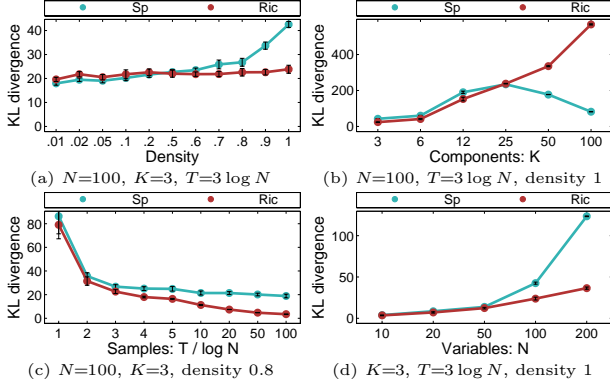 Sp Ric
KL divergence
40
30
20
10
0
.01 .02 .05 .1 .2 .5 .6 .7 .8 .9 1
Density
(a) N=100, K=3, T=3 log N
Sp Ric
KL divergence
400
200
0
3 6 12 25 50 100
Components: K
(b) N=100, T=3 log N, density 1
Sp Ric
KL divergence
80
60
40
20
0
1 2 3 4 5 10 20 50 100
Samples: T / log N
(c) N=100, K=3, density 0.8
Sp Ric
KL divergence
100
50
0
10 20 50 100 200
Variables: N
(d) K=3, T=3 log N, density 1